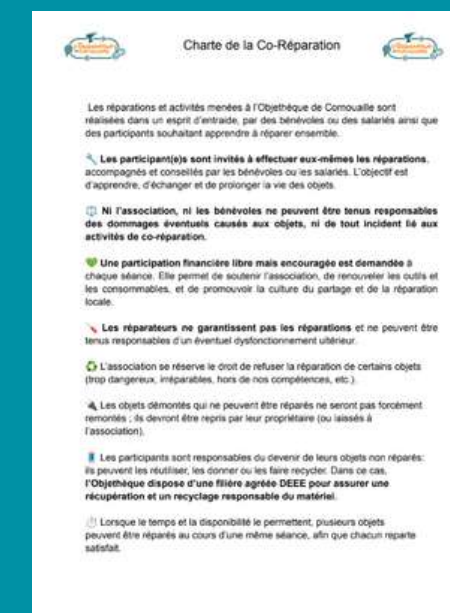 Charte de la Co-Réparation
Les réparations et activités menées à l'Objethèque de Cornouaille sont
réalisées dans un esprit d'entraide, par des bénévoles ou des salariés ainsi que
des participants souhaitant apprendre à réparer ensemble.
🔧 Les participant(e)s sont invités à effectuer eux-mêmes les réparations,
accompagnés et conseillés par les bénévoles ou les salariés. L'objectif est
d'apprendre, d'échanger et de prolonger la vie des objets.
⚖️ Ni l'association, ni les bénévoles ne peuvent être tenus responsables
des dommages éventuels causés aux objets, ni de tout incident lié aux
activités de co-réparation.
💚 Une participation financière libre mais encouragée est demandée à
chaque séance. Elle permet de soutenir l'association, de renouveler les outils et
les consommables, et de promouvoir la culture du partage et de la réparation
locale.
🪛 Les réparateurs ne garantissent pas les réparations et ne peuvent être
tenus responsables d'un éventuel dysfonctionnement ultérieur.
♻️ L'association se réserve le droit de refuser la réparation de certains objets
(trop dangereux, irréparables, hors de nos compétences, etc.).
🔌 Les objets démontés qui ne peuvent être réparés ne seront pas forcément
remontés ; ils devront être repris par leur propriétaire (ou laissés à
l'association).
🧵 Les participants sont responsables du devenir de leurs objets non réparés:
ils peuvent les réutiliser, les donner ou les faire recycler. Dans ce cas,
l'Objethèque dispose d'une filière agréée DEEE pour assurer une
récupération et un recyclage responsable du matériel.
⏱️ Lorsque le temps et la disponibilité le permettent, plusieurs objets
peuvent être réparés au cours d'une même séance, afin que chacun reparte
satisfait.